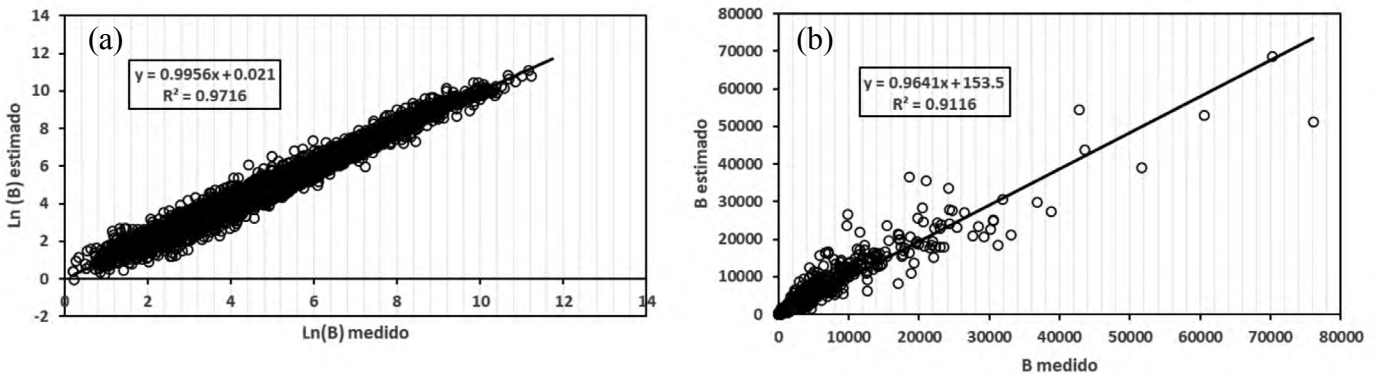 (a)
y = 0.9956x + 0.021
R² = 0.9716
14
12
10
8
6
4
2
0
-2
Ln (B) estimado
0 2 4 6 8 10 12 14
Ln(B) medido
(b)
y = 0.9641x + 153.5
R² = 0.9116
80000
70000
60000
50000
40000
30000
20000
10000
0
B estimado
0 10000 20000 30000 40000 50000 60000 70000 80000
B medido